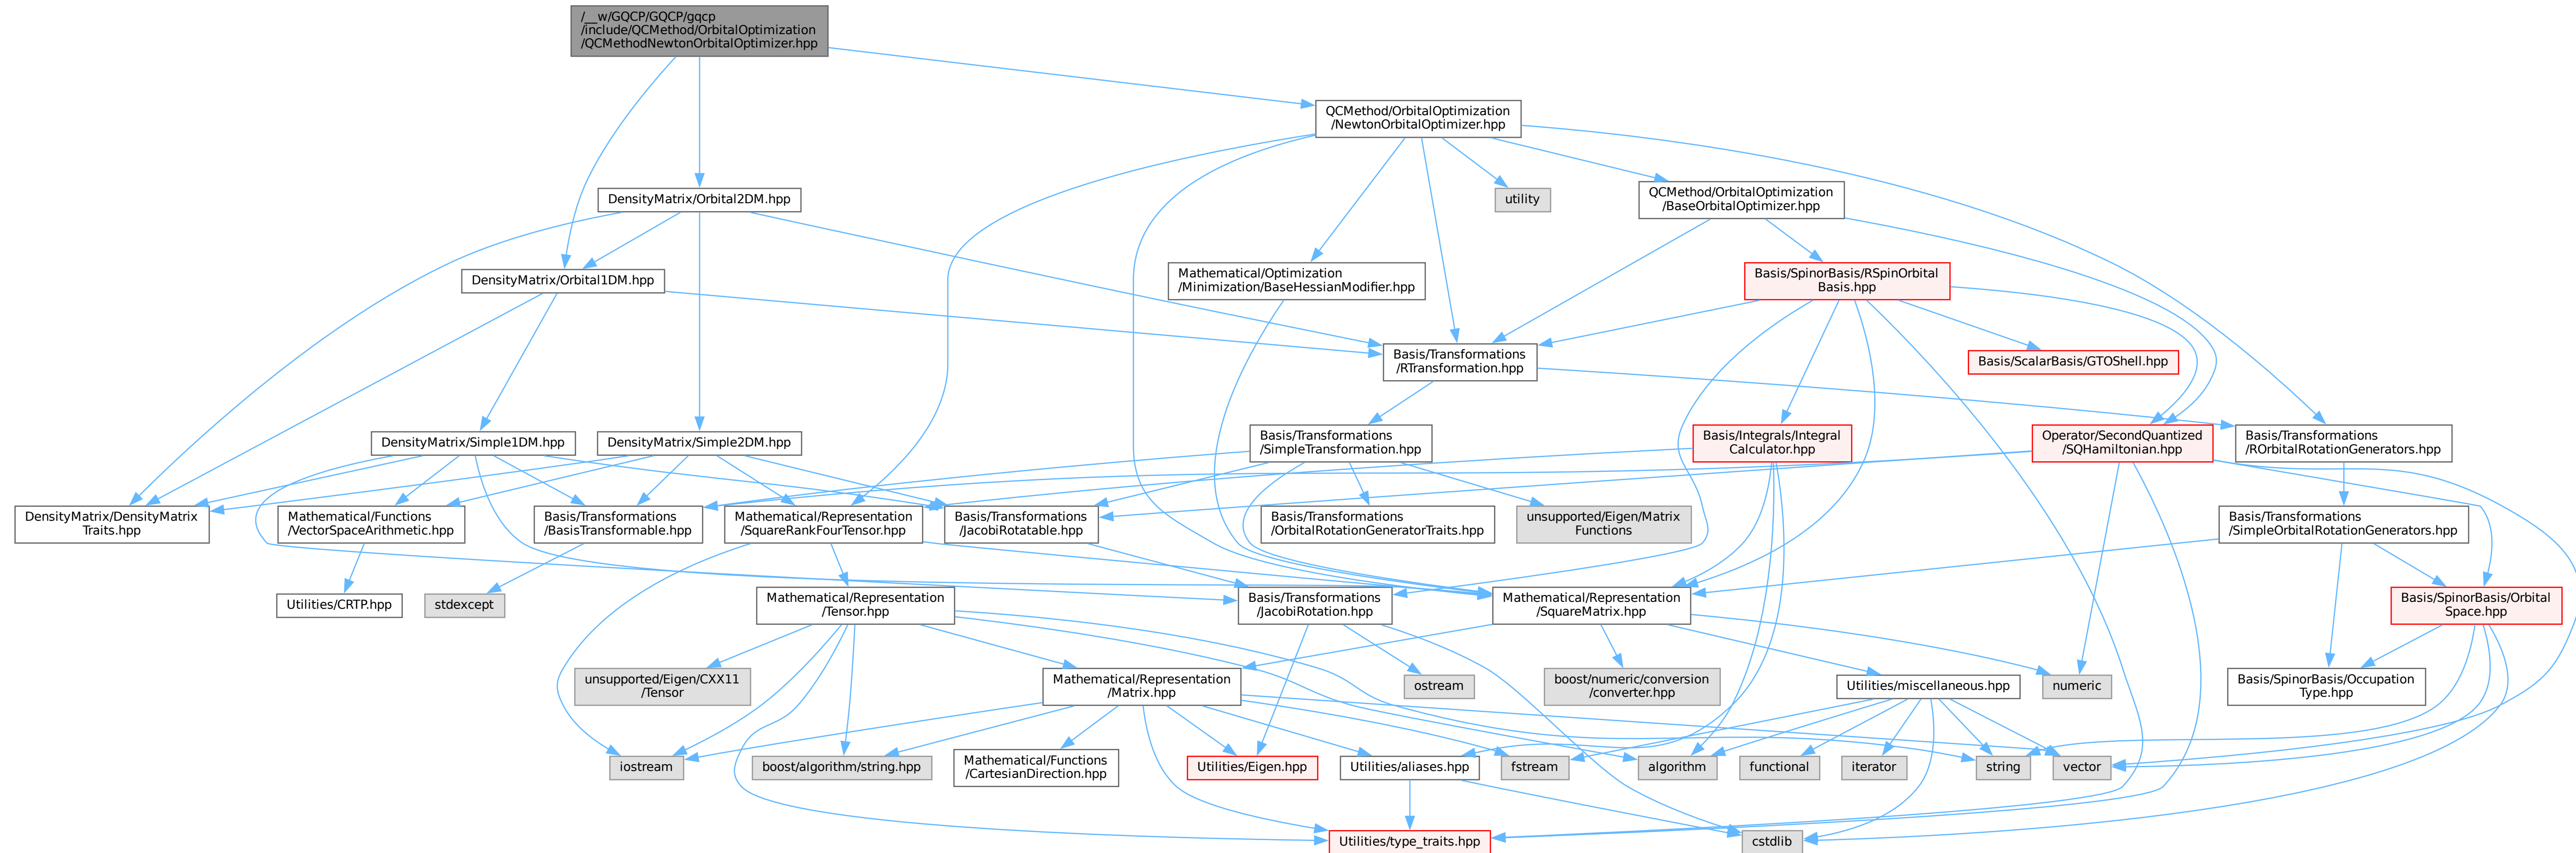 /__w/GQCP/GQCP/gqcp
/include/QCMethod/OrbitalOptimization
/QCMethodNewtonOrbitalOptimizer.hpp
QCMethod/OrbitalOptimization
/NewtonOrbitalOptimizer.hpp
DensityMatrix/Orbital2DM.hpp
utility
QCMethod/OrbitalOptimization
/BaseOrbitalOptimizer.hpp
DensityMatrix/Orbital1DM.hpp
Mathematical/Optimization
/Minimization/BaseHessianModifier.hpp
Basis/SpinorBasis/RSpinOrbital
Basis.hpp
Basis/Transformations
/RTransformation.hpp
Basis/ScalarBasis/GTOShell.hpp
DensityMatrix/Simple1DM.hpp
DensityMatrix/Simple2DM.hpp
Basis/Transformations
/SimpleTransformation.hpp
Basis/Integrals/Integral
Calculator.hpp
Operator/SecondQuantized
/SQHamiltonian.hpp
Basis/Transformations
/ROrbitalRotationGenerators.hpp
DensityMatrix/DensityMatrix
Traits.hpp
Mathematical/Functions
/VectorSpaceArithmetic.hpp
Basis/Transformations
/BasisTransformable.hpp
Mathematical/Representation
/SquareRankFourTensor.hpp
Basis/Transformations
/JacobiRotatable.hpp
Basis/Transformations
/OrbitalRotationGeneratorTraits.hpp
unsupported/Eigen/Matrix
Functions
Basis/Transformations
/SimpleOrbitalRotationGenerators.hpp
Utilities/CRTP.hpp
stdexcept
Mathematical/Representation
/Tensor.hpp
Basis/Transformations
/JacobiRotation.hpp
Mathematical/Representation
/SquareMatrix.hpp
Basis/SpinorBasis/Orbital
Space.hpp
unsupported/Eigen/CXX11
/Tensor
Mathematical/Representation
/Matrix.hpp
ostream
boost/numeric/conversion
/converter.hpp
Utilities/miscellaneous.hpp
numeric
Basis/SpinorBasis/Occupation
Type.hpp
iostream
boost/algorithm/string.hpp
Mathematical/Functions
/CartesianDirection.hpp
Utilities/Eigen.hpp
Utilities/aliases.hpp
fstream
algorithm
functional
iterator
string
vector
Utilities/type_traits.hpp
cstdlib